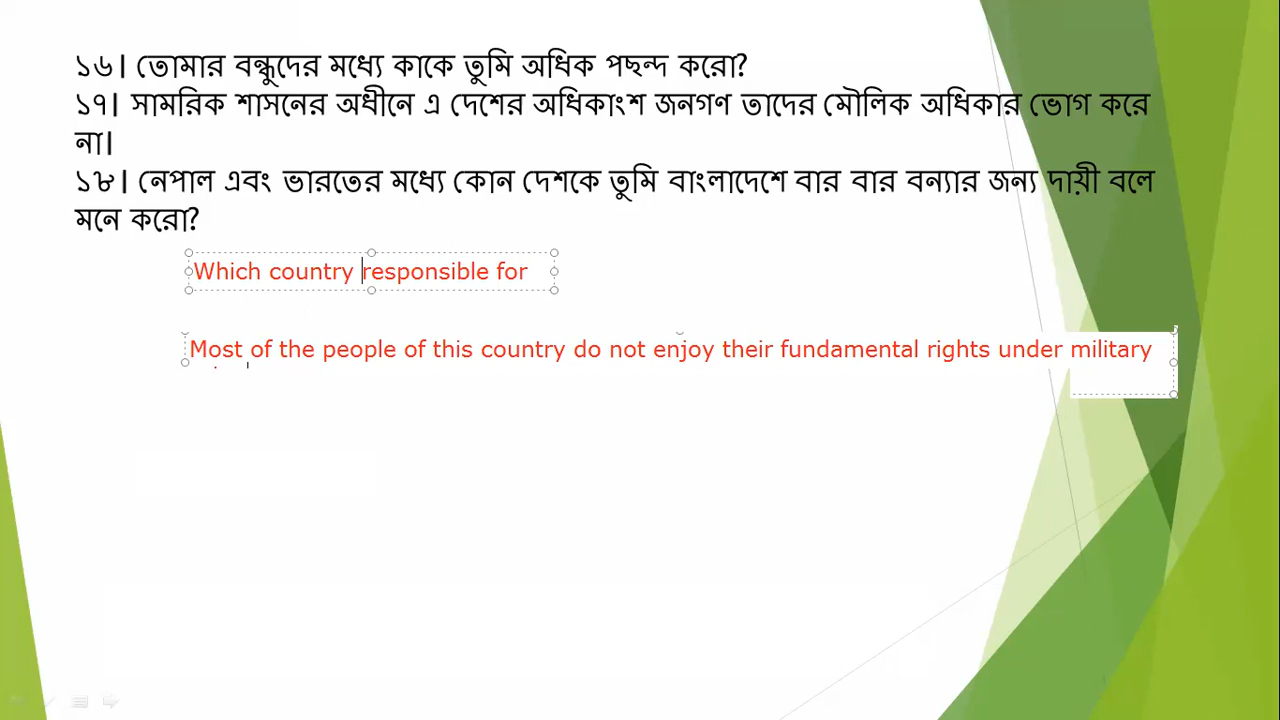 ১৬। তোমার বন্ধুদের মধ্যে কাকে তুমি অধিক পছন্দ করো?
১৭। সামরিক শাসনের অধীনে এ দেশের অধিকাংশ জনগণ তাদের মৌলিক অধিকার ভোগ করে
না।
১৮। নেপাল এবং ভারতের মধ্যে কোন দেশকে তুমি বাংলাদেশে বার বার বন্যার জন্য দায়ী বলে
মনে করো?
Which country responsible for
Most of the people of this country do not enjoy their fundamental rights under military